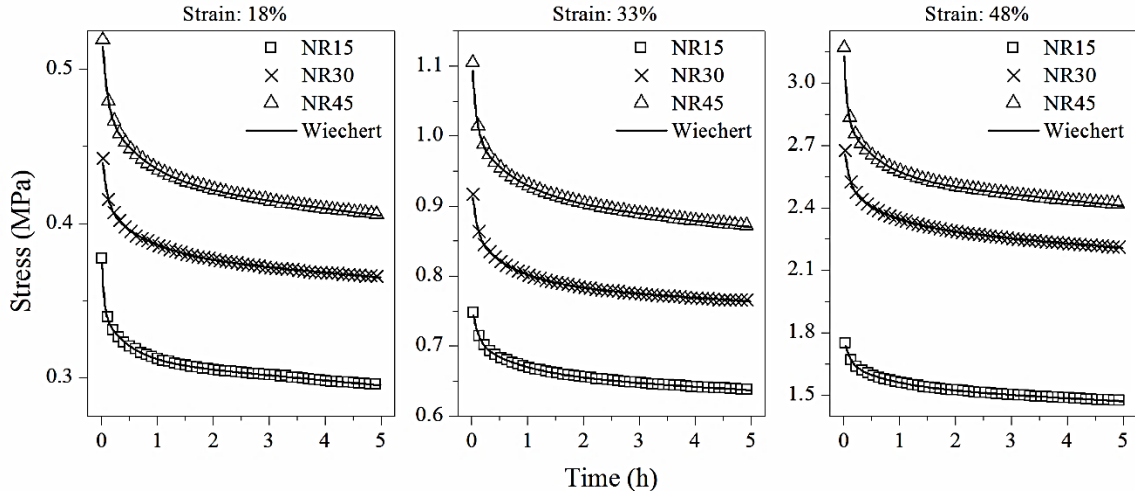 Strain: 18%
Strain: 33%
Strain: 48%
Stress (MPa)
0.5
0.4
0.3
NR15
NR30
NR45
Wiechert
0 1 2 3 4 5
1.1
1.0
0.9
0.8
0.7
0.6
NR15
NR30
NR45
Wiechert
0 1 2 3 4 5
3.0
2.7
2.4
2.1
1.8
1.5
NR15
NR30
NR45
Wiechert
0 1 2 3 4 5
Time (h)